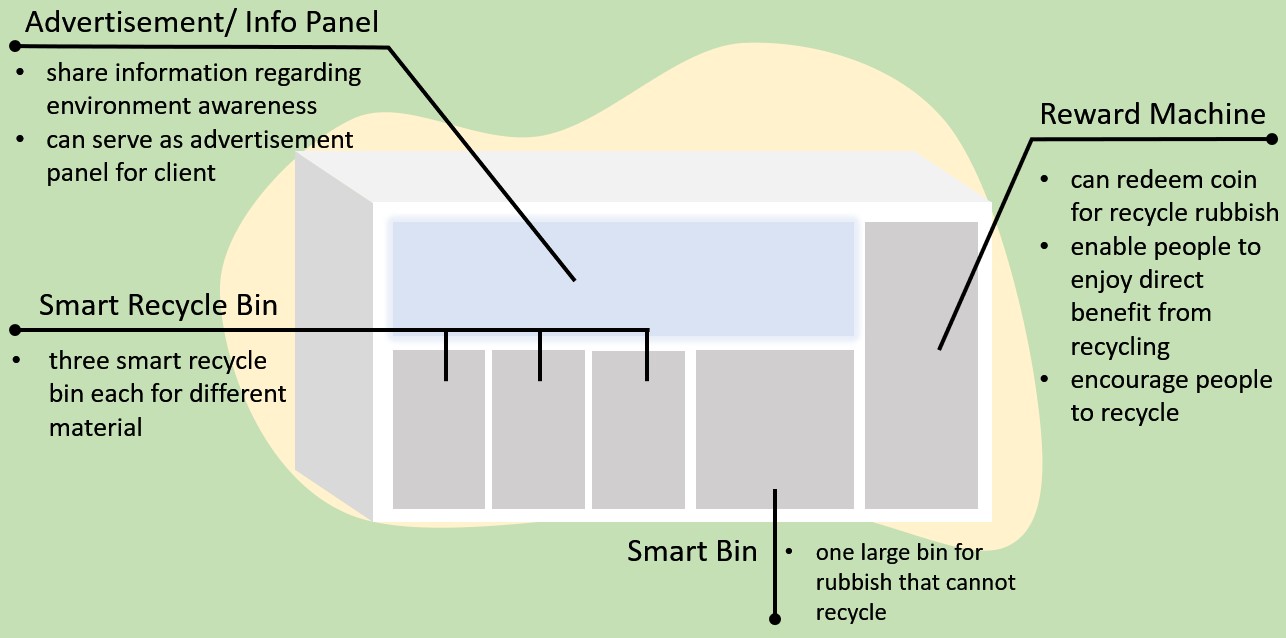 Advertisement/ Info Panel
• share information regarding
environment awareness
• can serve as advertisement
panel for client
Smart Recycle Bin
• three smart recycle
bin each for different
material
Reward Machine
• can redeem coin
for recycle rubbish
• enable people to
enjoy direct
benefit from
recycling
• encourage people
to recycle
Smart Bin
• one large bin for
rubbish that cannot
recycle